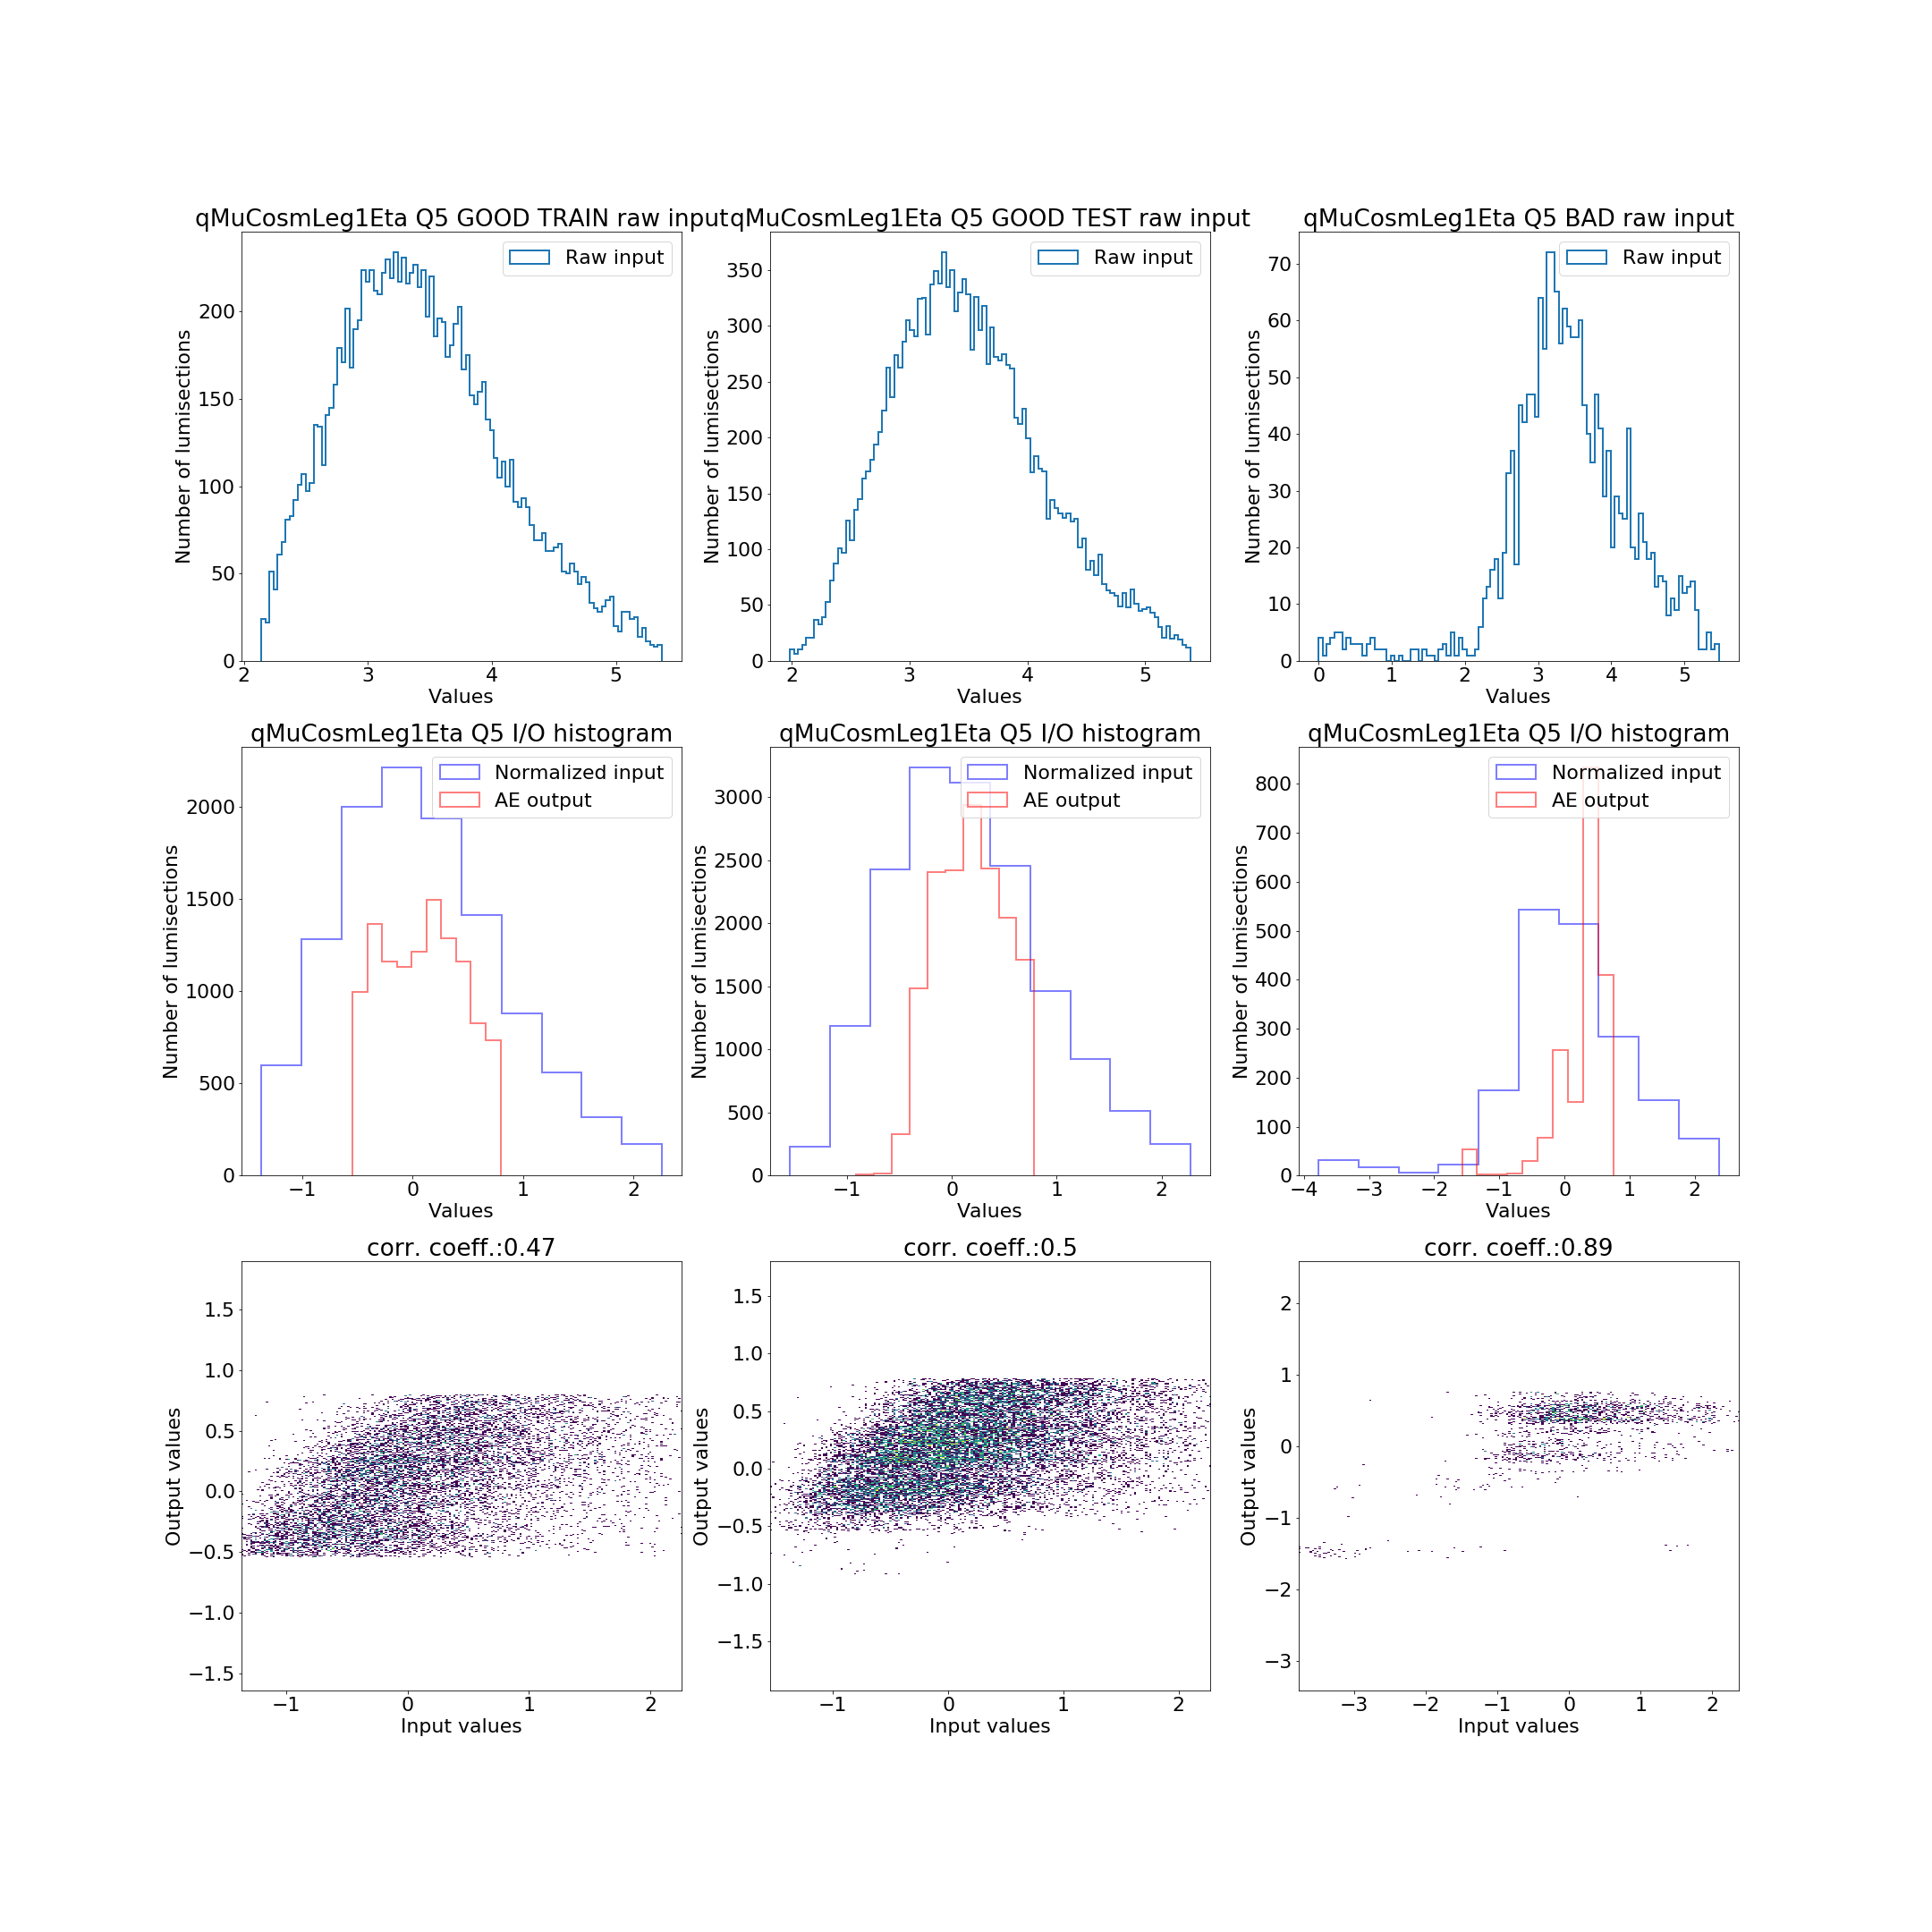 qMuCosmLeg1Eta Q5 GOOD TRAIN raw input
Raw input
Number of lumisections
200
150
100
50
0
2 3 4 5
Values
qMuCosmLeg1Eta Q5 GOOD TEST raw input
Raw input
Number of lumisections
350
300
250
200
150
100
50
0
2 3 4 5
Values
qMuCosmLeg1Eta Q5 BAD raw input
Raw input
Number of lumisections
70
60
50
40
30
20
10
0
0 1 2 3 4 5
Values
qMuCosmLeg1Eta Q5 I/O histogram
Normalized input
AE output
Number of lumisections
2000
1500
1000
500
0
−1 0 1 2
Values
qMuCosmLeg1Eta Q5 I/O histogram
Normalized input
AE output
Number of lumisections
3000
2500
2000
1500
1000
500
0
−1 0 1 2
Values
qMuCosmLeg1Eta Q5 I/O histogram
Normalized input
AE output
Number of lumisections
800
700
600
500
400
300
200
100
0
−4 −3 −2 −1 0 1 2
Values
corr. coeff.:0.47
Output values
1.5
1.0
0.5
0.0
−0.5
−1.0
−1.5
−1 0 1 2
Input values
corr. coeff.:0.5
Output values
1.5
1.0
0.5
0.0
−0.5
−1.0
−1.5
−1 0 1 2
Input values
corr. coeff.:0.89
Output values
2
1
0
−1
−2
−3
−3 −2 −1 0 1 2
Input values